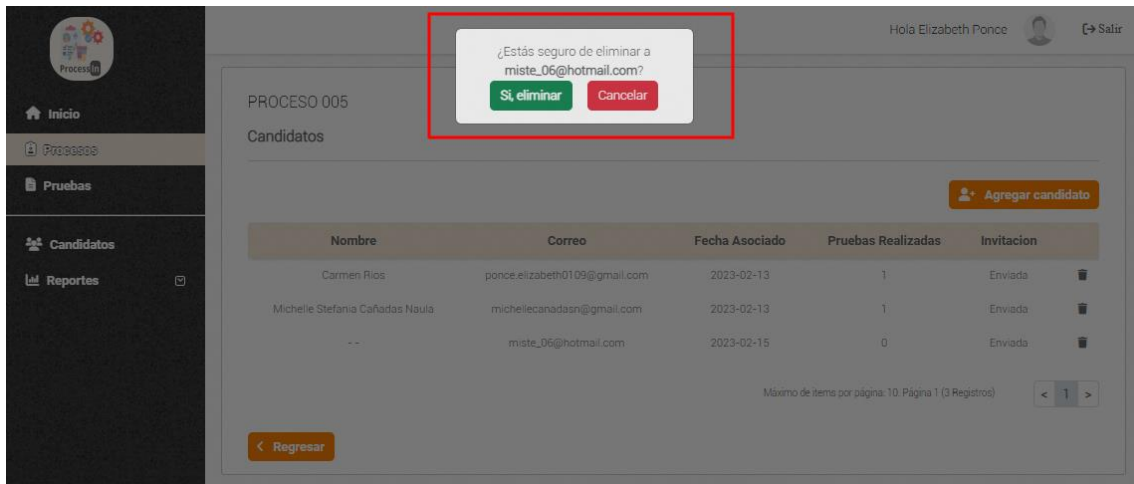 Processin
Hola Elizabeth Ponce
Salir
¿Estás seguro de eliminar a
miste_06@hotmail.com?
Si, eliminar
Cancelar
Inicio
Procesos
Pruebas
Candidatos
Reportes
PROCESO 005
Candidatos
Agregar candidato
Nombre Correo Fecha Asociado Pruebas Realizadas Invitacion
Carmen Rios ponce.elizabeth0109@gmail.com 2023-02-13 1 Enviada
Michelle Stefania Cañadas Naula michellecanadasn@gmail.com 2023-02-13 1 Enviada
- - miste_06@hotmail.com 2023-02-15 0 Enviada
Máximo de items por página: 10. Página 1 (3 Registros) < 1 >
< Regresar